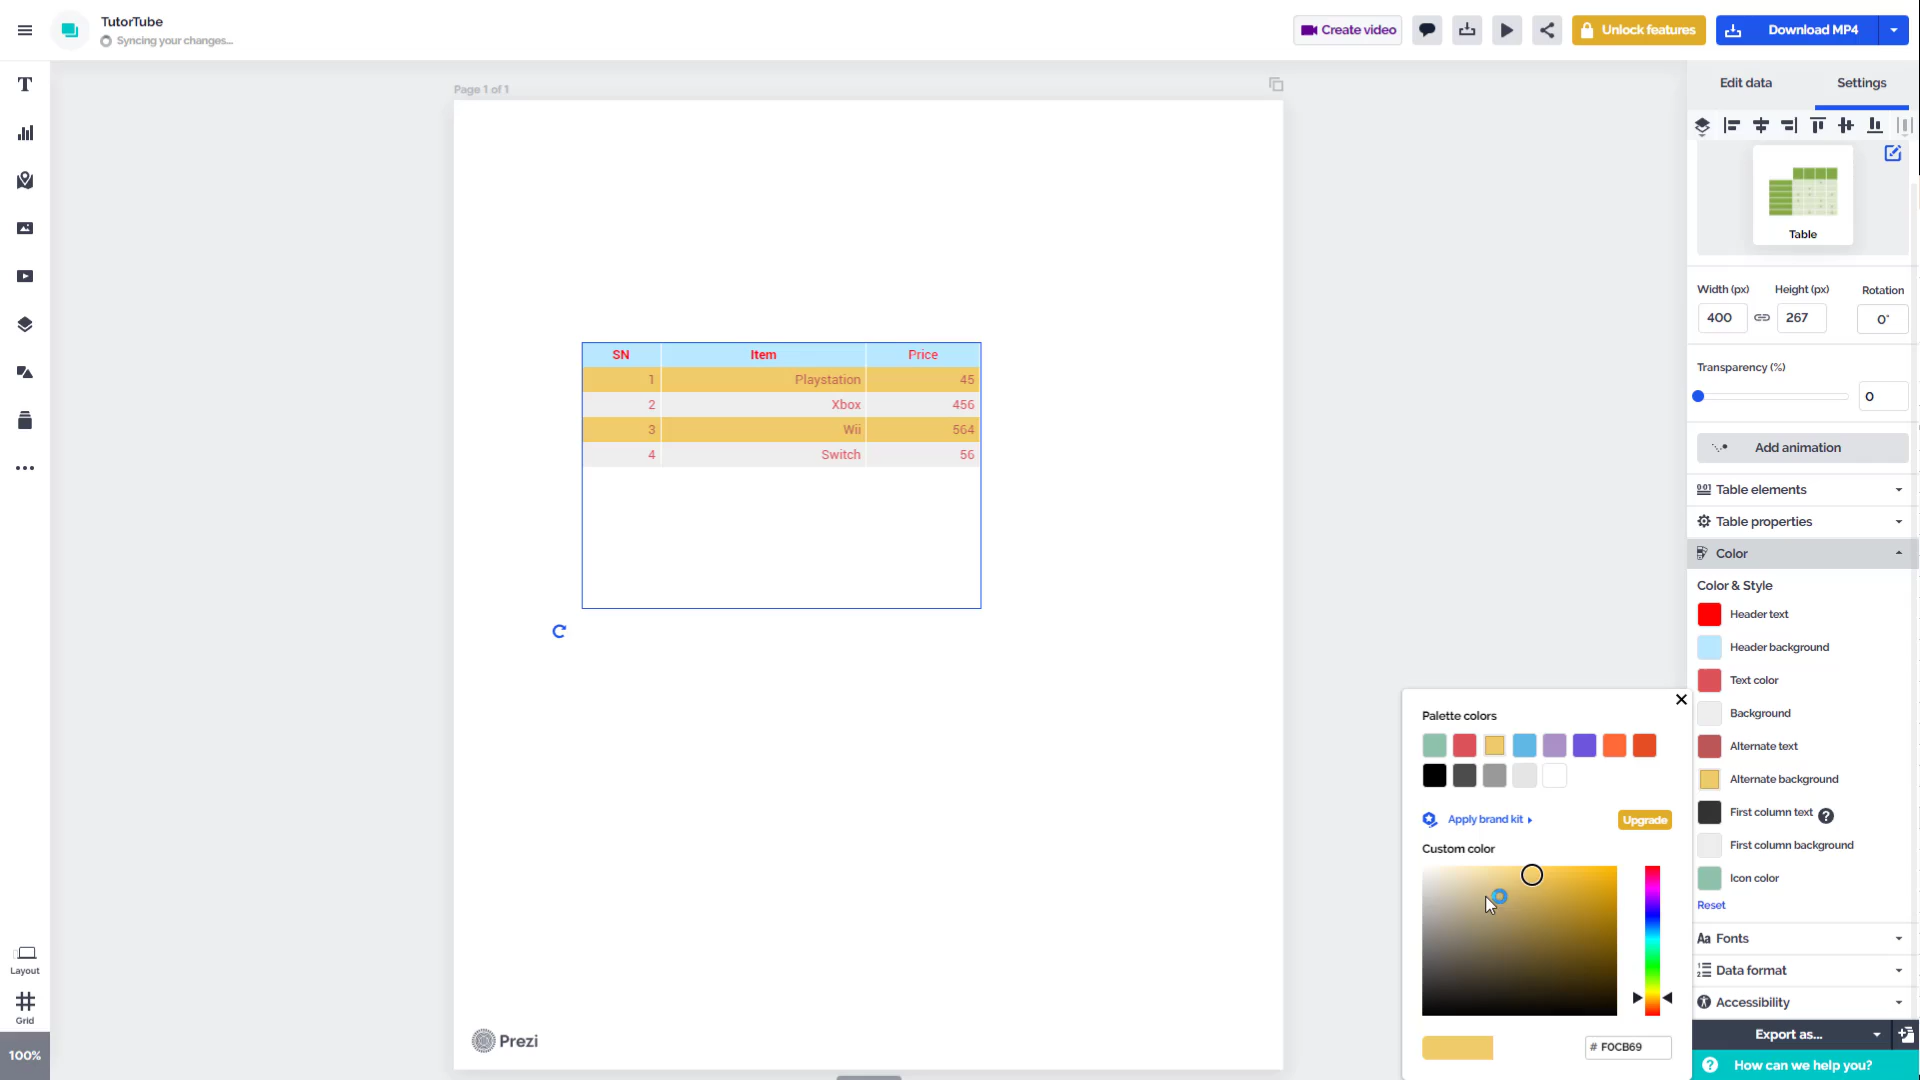 TutorTube
Syncing your changes...
Create video
Unlock features
Download MP4
Page 1 of 1
Edit data
Settings
Table
Width (px)
Height (px)
Rotation
400
267
0°
Transparency (%)
0
Add animation
Table elements
Table properties
Color
Color & Style
Header text
Header background
Text color
Background
Alternate text
Alternate background
First column text ?
First column background
Icon color
Reset
Aa Fonts
Data format
Accessibility
Export as...
? How can we help you?
SN Item Price
1 Playstation 45
2 Xbox 456
3 Wii 564
4 Switch 56
Palette colors
Apply brand kit
Upgrade
Custom color
# F0CB69
Prezi
Layout
Grid
100%